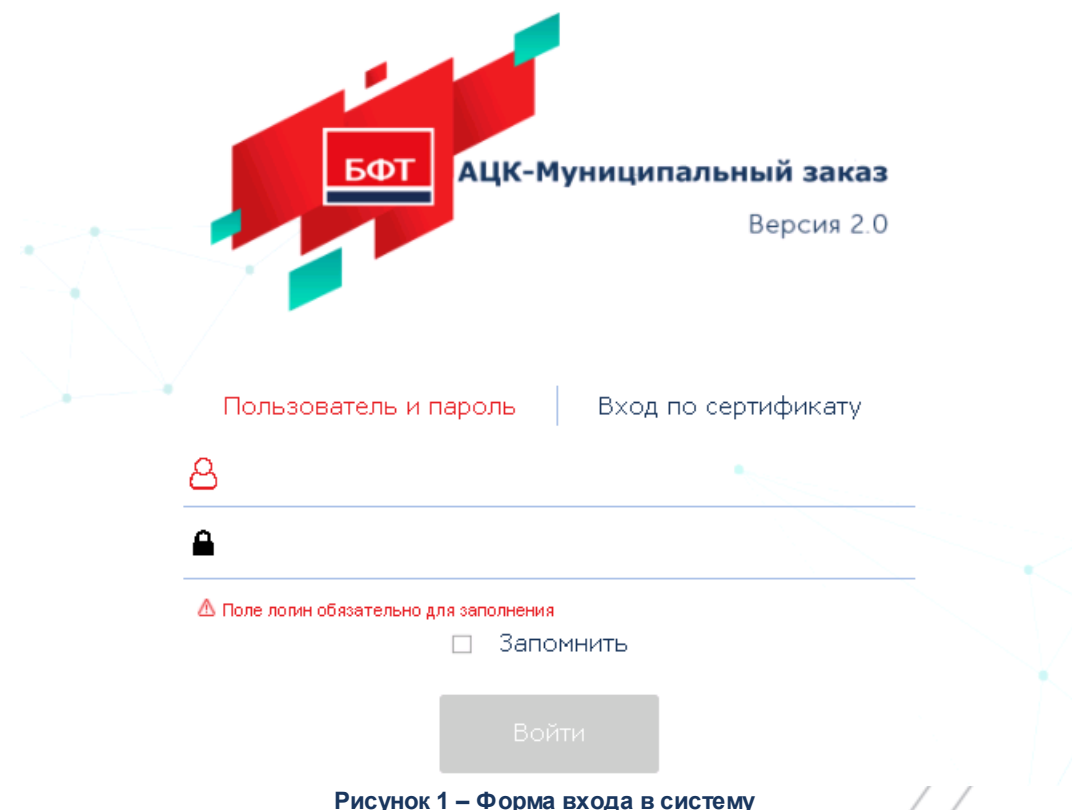 БФТ
АЦК-Муниципальный заказ
Версия 2.0
Пользователь и пароль
Вход по сертификату
Поле логин обязательно для заполнения
Запомнить
Войти
Рисунок 1 – Форма входа в систему